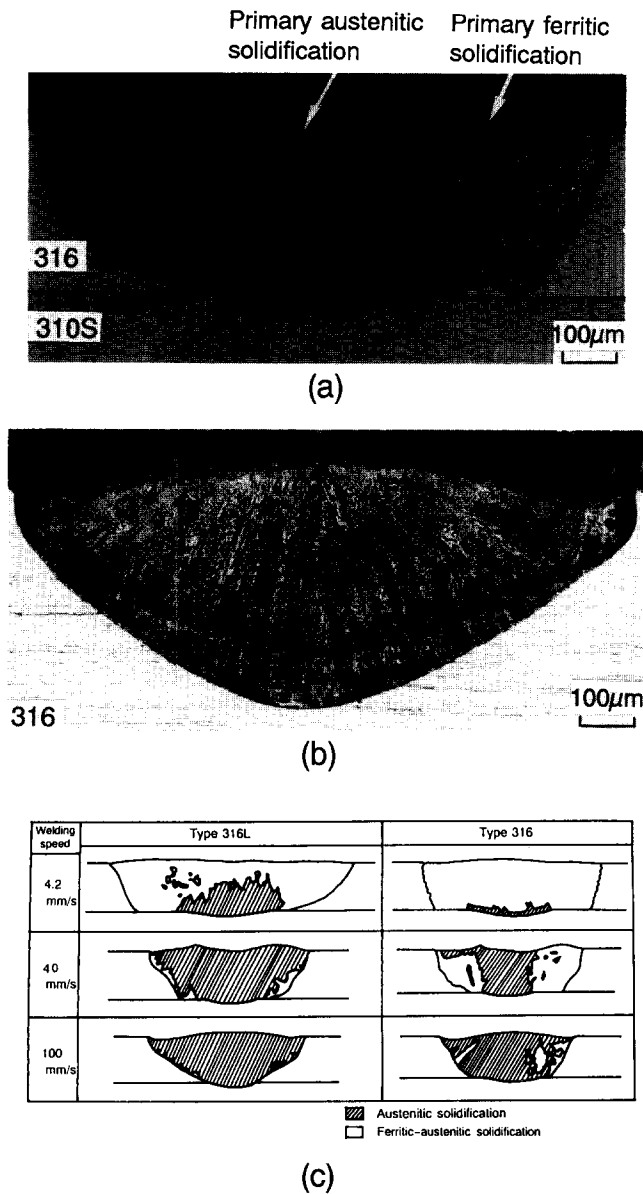 Primary austenitic
solidification
Primary ferritic
solidification
316
310S
100μm
(a)
316
100μm
(b)
Welding
speed
Type 316L
Type 316
4.2
mm/s
40
mm/s
100
mm/s
Austenitic solidification
Ferritic-austenitic solidification
(c)